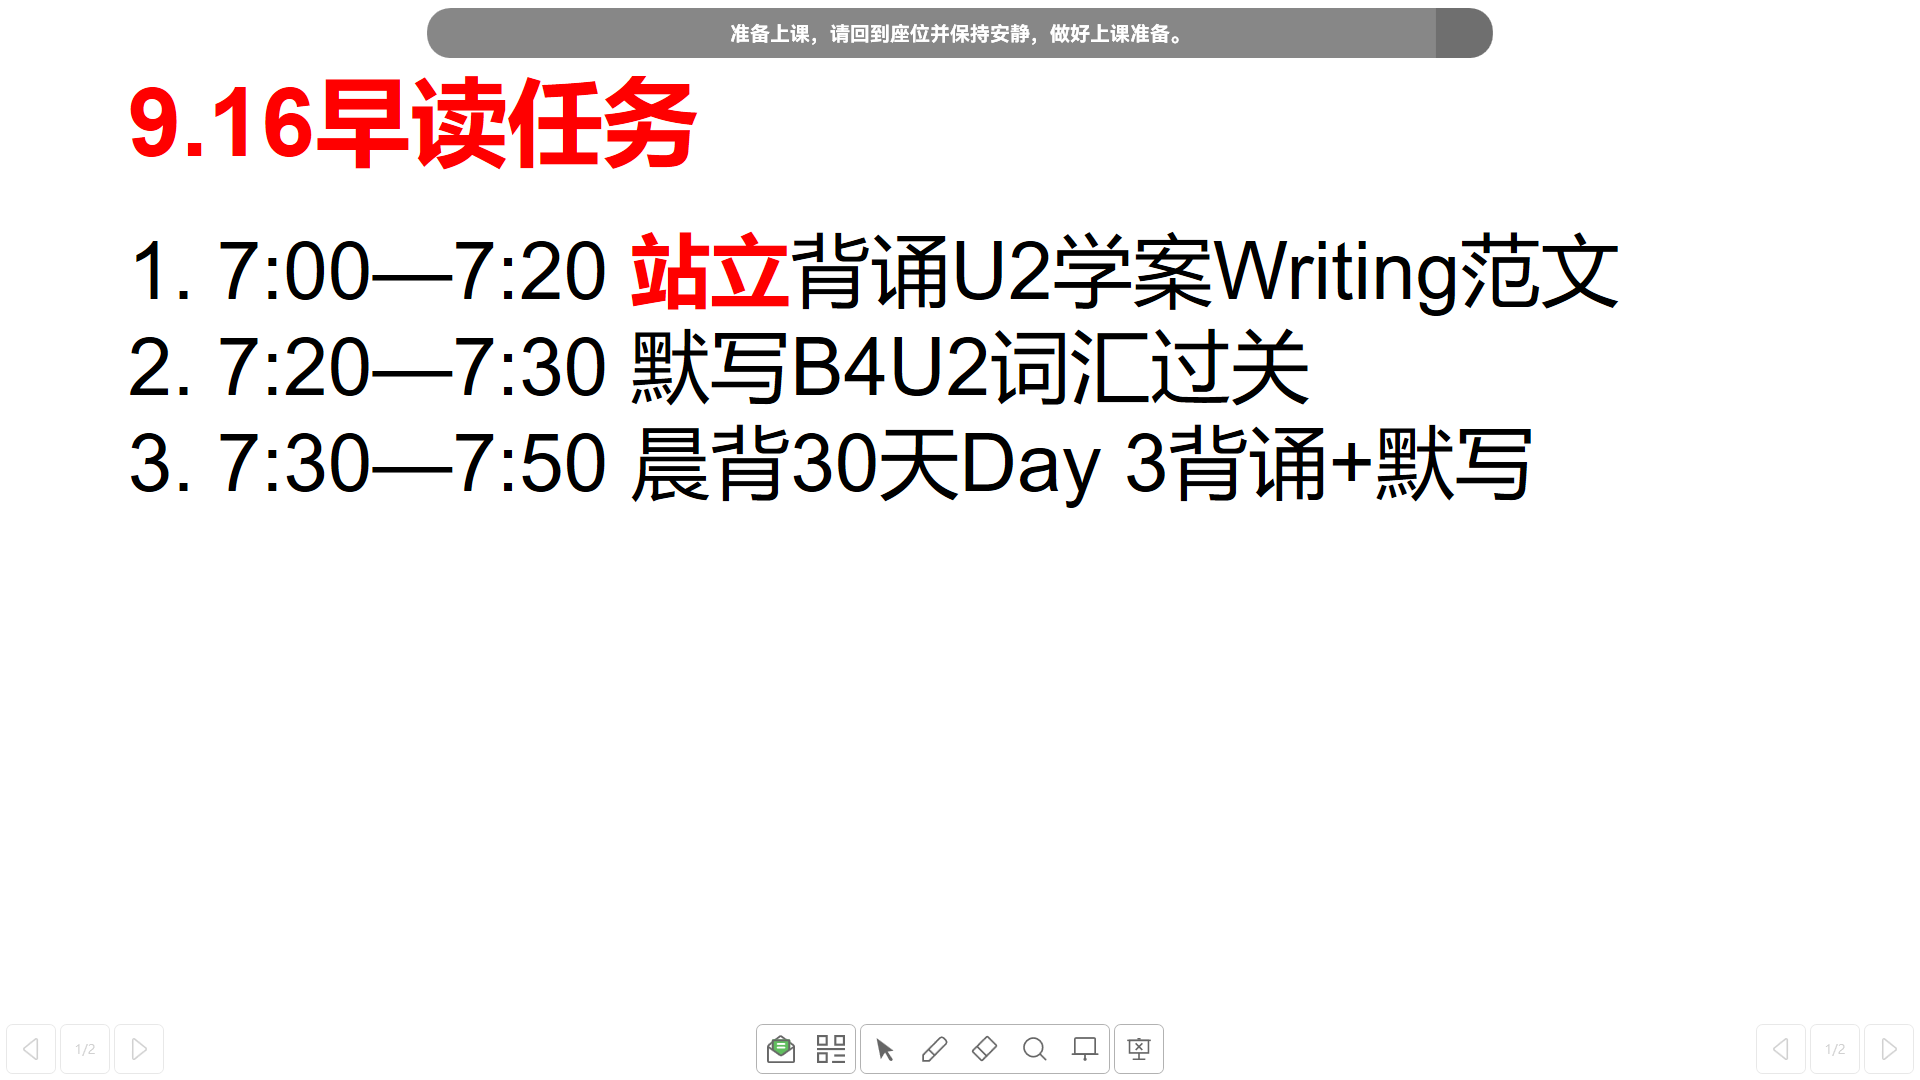 准备上课，请回到座位并保持安静，做好上课准备。
9.16早读任务
1. 7:00—7:20 站立背诵U2学案Writing范文
2. 7:20—7:30 默写B4U2词汇过关
3. 7:30—7:50 晨背30天Day 3背诵+默写
1/2
1/2